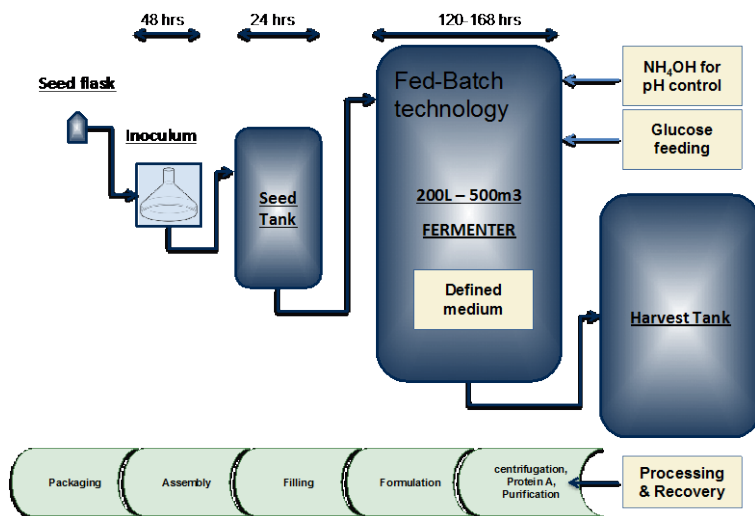 48 hrs
24 hrs
120-168 hrs
Seed flask
Inoculum
Seed
Tank
Fed-Batch
technology
200L – 500m3
FERMENTER
Defined
medium
NH₄OH for
pH control
Glucose
feeding
Harvest Tank
Packaging
Assembly
Filling
Formulation
centrifugation,
Protein A,
Purification
Processing
& Recovery